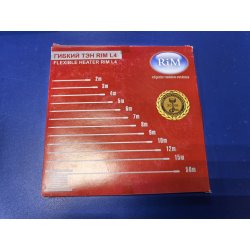 ГИБКИЙ ТЭН RIM L4
FLEXIBLE HEATER RIM L4
RiM
2m
3m
4m
5m
6m
7m
8m
9m
10m
12m
15m
20m